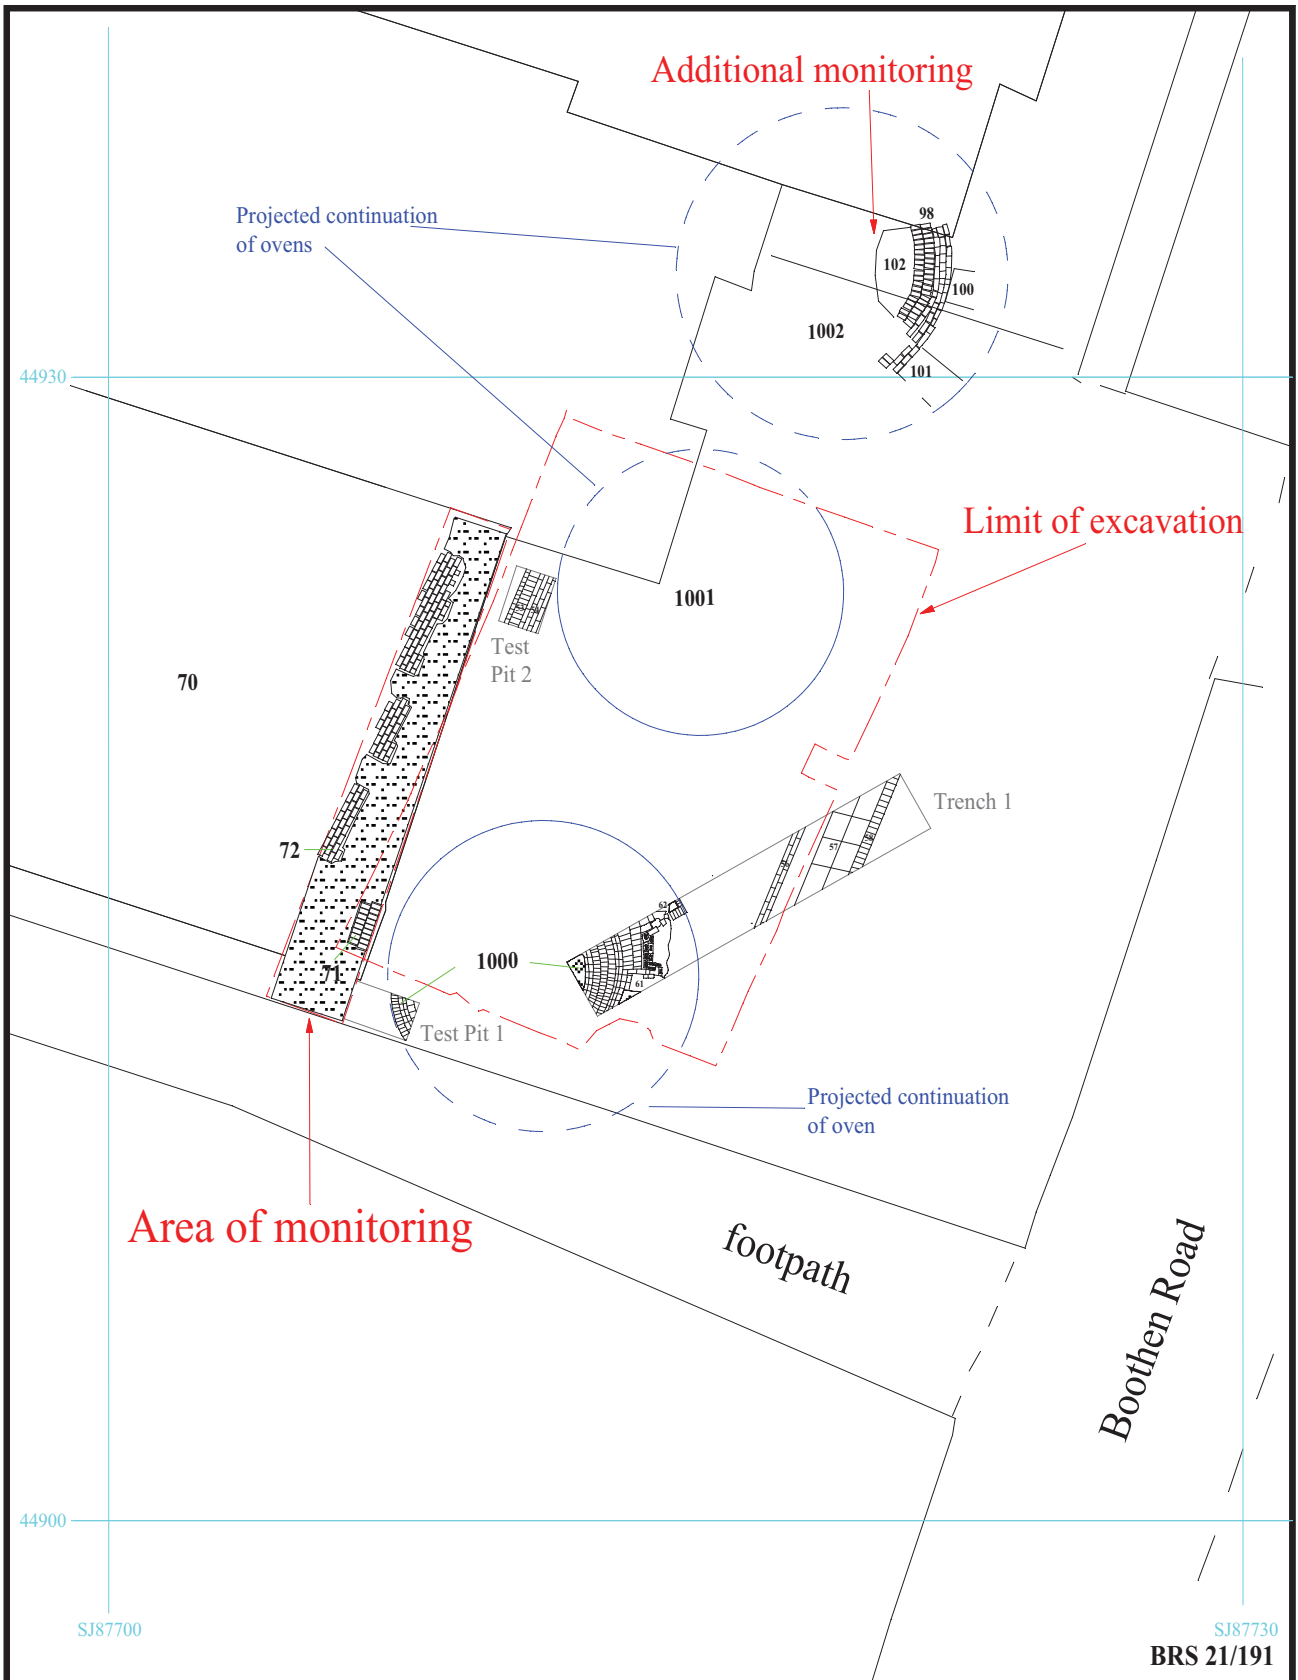 Additional monitoring
Projected continuation
of ovens
98
102
100
1002
101
44930
Limit of excavation
1001
Test
Pit 2
70
Trench 1
57
72
62
1000
71
61
Test Pit 1
Projected continuation
of oven
Area of monitoring
footpath
Boothen Road
44900
SJ87700
SJ87730
BRS 21/191